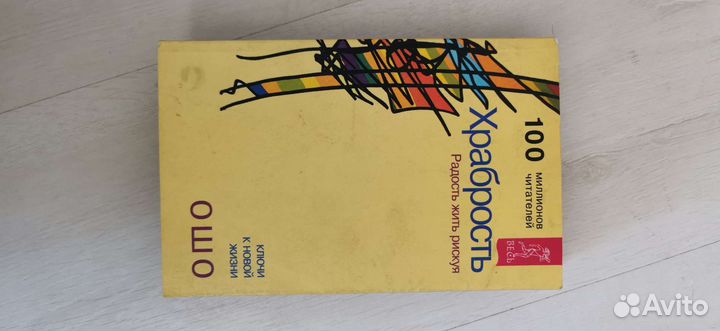 100
миллионов
читателей
Храбрость
Радость жить рискуя
ВЕСЬ
ОШО
КЛЮЧИ
К НОВОЙ
ЖИЗНИ
Avito